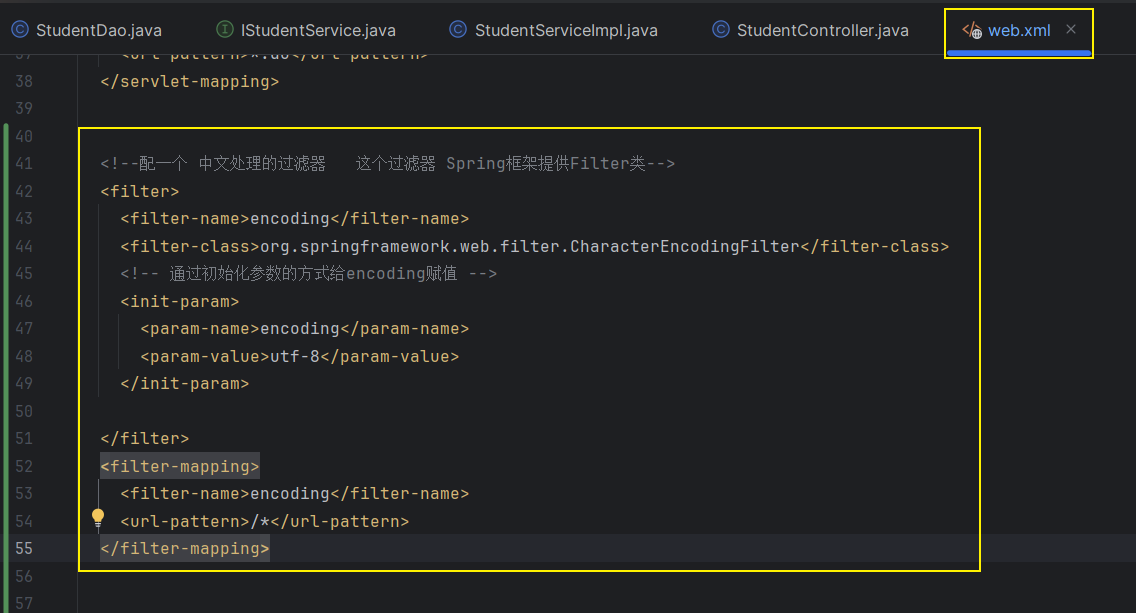 StudentDao.java IStudentService.java StudentServiceImpl.java StudentController.java web.xml
37 <url-pattern>*.do</url-pattern>
38 </servlet-mapping>
39
40
41 <!--配一个 中文处理的过滤器 这个过滤器 Spring框架提供Filter类-->
42 <filter>
43 <filter-name>encoding</filter-name>
44 <filter-class>org.springframework.web.filter.CharacterEncodingFilter</filter-class>
45 <!-- 通过初始化参数的方式给encoding赋值 -->
46 <init-param>
47 <param-name>encoding</param-name>
48 <param-value>utf-8</param-value>
49 </init-param>
50
51 </filter>
52 <filter-mapping>
53 <filter-name>encoding</filter-name>
54 <url-pattern>/*</url-pattern>
55 </filter-mapping>
56
57